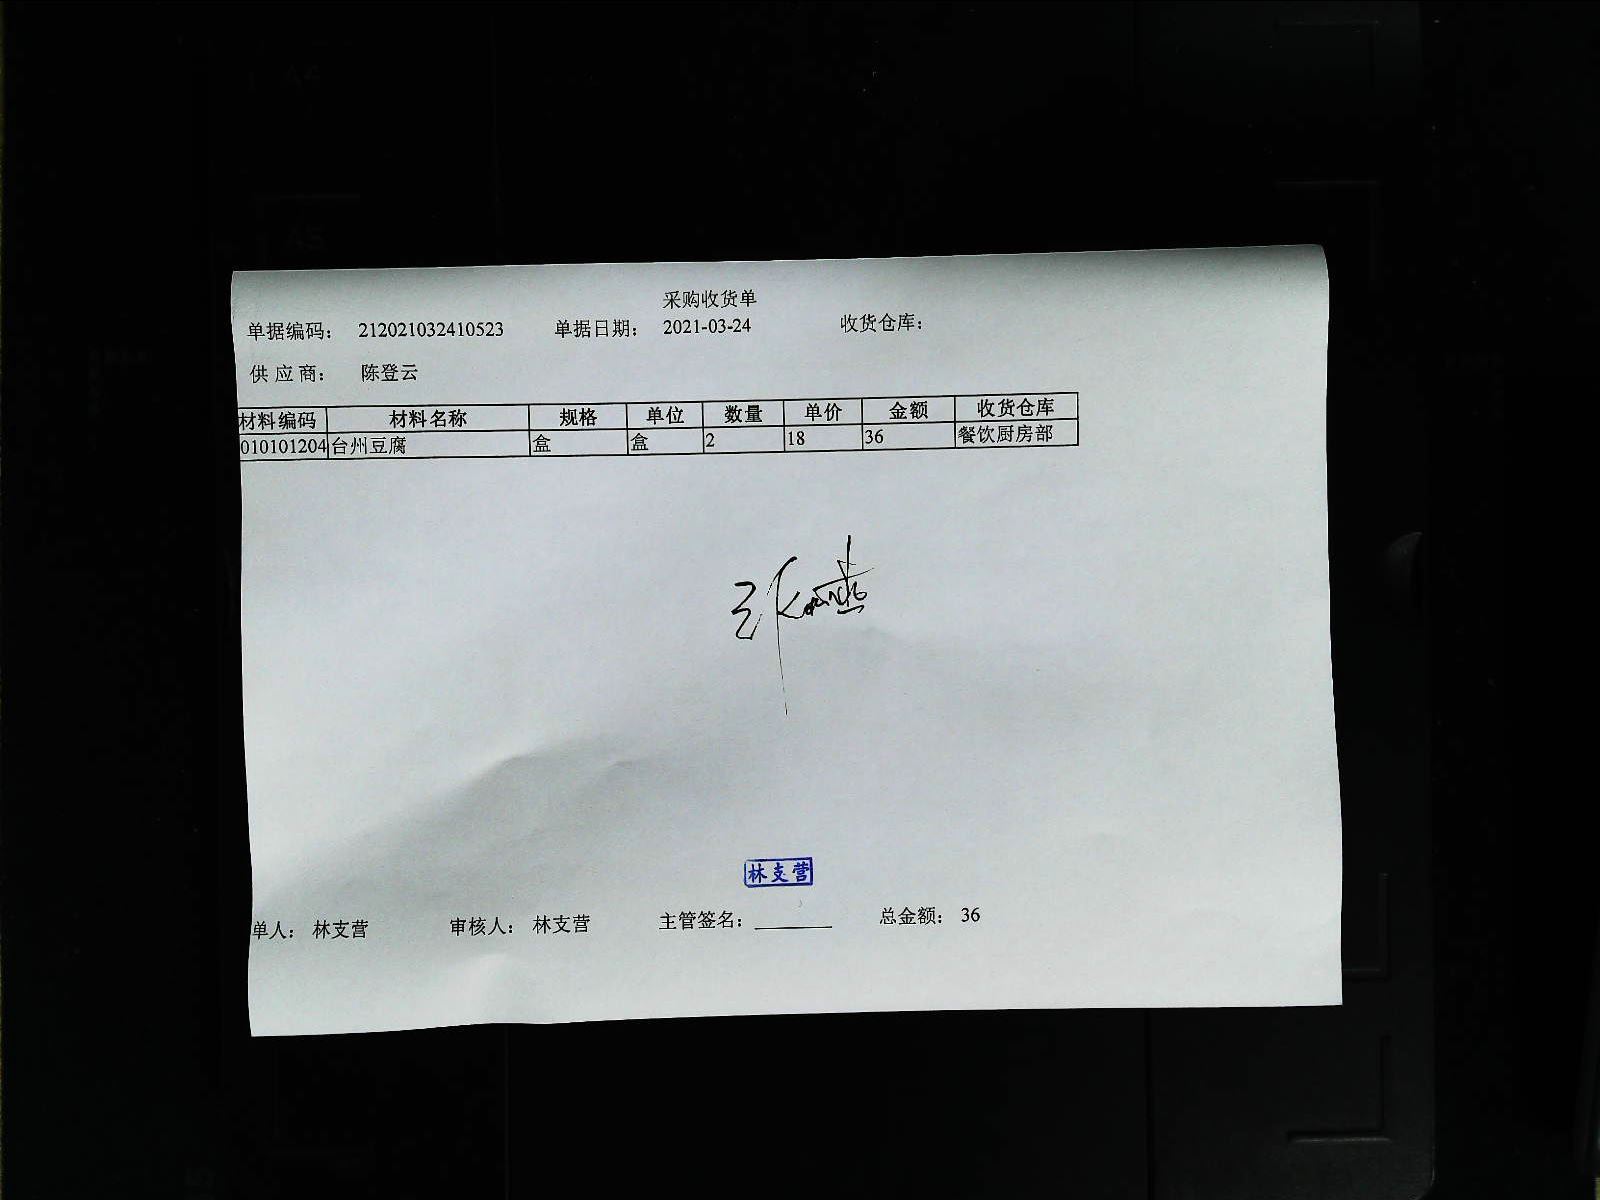 采购收货单
单据编码： 212021032410523 单据日期： 2021-03-24 收货仓库：
供应商： 陈登云
材料编码 材料名称 规格 单位 数量 单价 金额 收货仓库
010101204 台州豆腐 盒 盒 2 18 36 餐饮厨房部
林支营
单人： 林支营 审核人： 林支营 主管签名： 总金额： 36